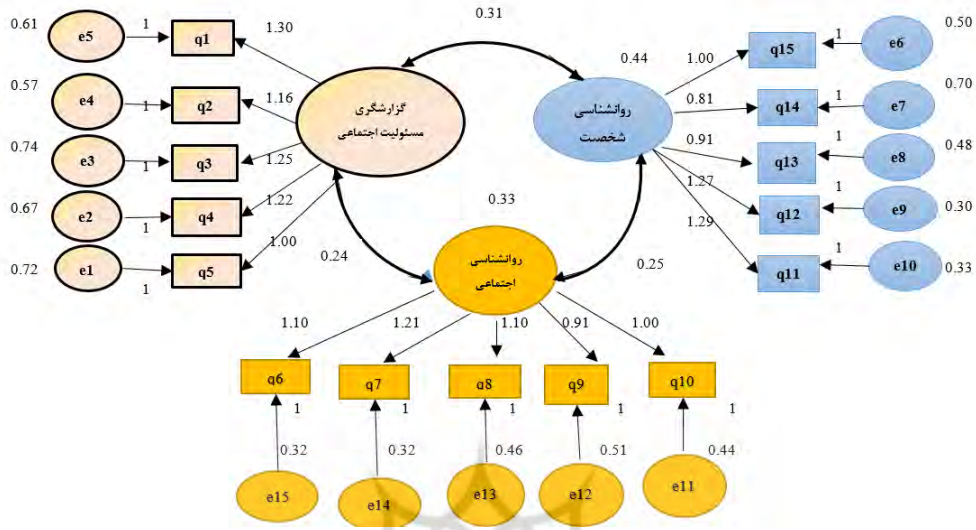 0.31
0.61
e5
1
q1
1.30
0.57
e4
1
q2
1.16
0.74
e3
1
q3
1.25
0.67
e2
1
q4
1.22
0.72
e1
1
q5
1.00
گزارشگری
مسئولیت اجتماعی
0.44
روانشناسی
شخصیت
1.00
q15
1
e6
0.50
0.81
q14
1
e7
0.70
0.91
q13
1
e8
0.48
1.27
q12
1
e9
0.30
1.29
q11
1
e10
0.33
0.33
0.24
0.25
روانشناسی
اجتماعی
1.10
1.21
1.10
0.91
1.00
q6
q7
q8
q9
q10
1
1
1
1
1
0.32
0.32
0.46
0.51
0.44
e15
e14
e13
e12
e11